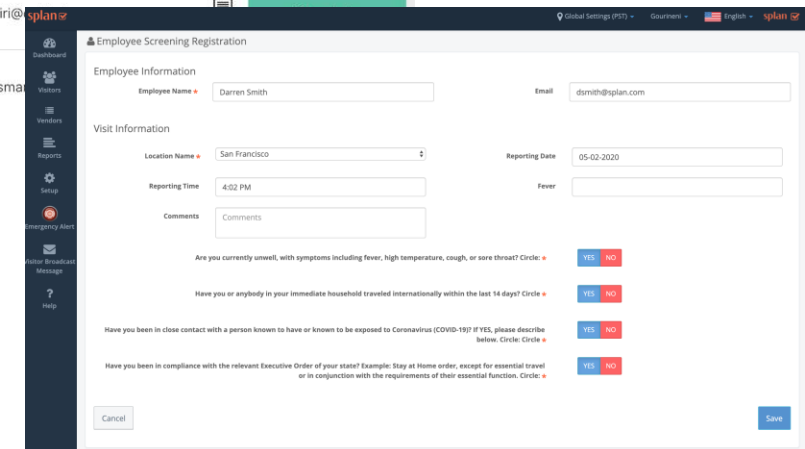 iri@
splan
Global Settings (PST) Gourineni English splan
Dashboard
Employee Screening Registration
Employee Information
Employee Name * Darren Smith Email dsmith@splan.com
sma
Visitors
Vendors
Visit Information
Location Name * San Francisco Reporting Date 05-02-2020
Reports
Reporting Time 4:02 PM Fever
Setup
Comments Comments
Emergency Alert
Visitor Broadcast
Message
Are you currently unwell, with symptoms including fever, high temperature, cough, or sore throat? Circle: * YES NO
Help
Have you or anybody in your immediate household traveled internationally within the last 14 days? Circle * YES NO
Have you been in close contact with a person known to have or known to be exposed to Coronavirus (COVID-19)? If YES, please describe
below. Circle: Circle * YES NO
Have you been in compliance with the relevant Executive Order of your state? Example: Stay at Home order, except for essential travel
or in conjunction with the requirements of their essential function. Circle: * YES NO
Cancel Save